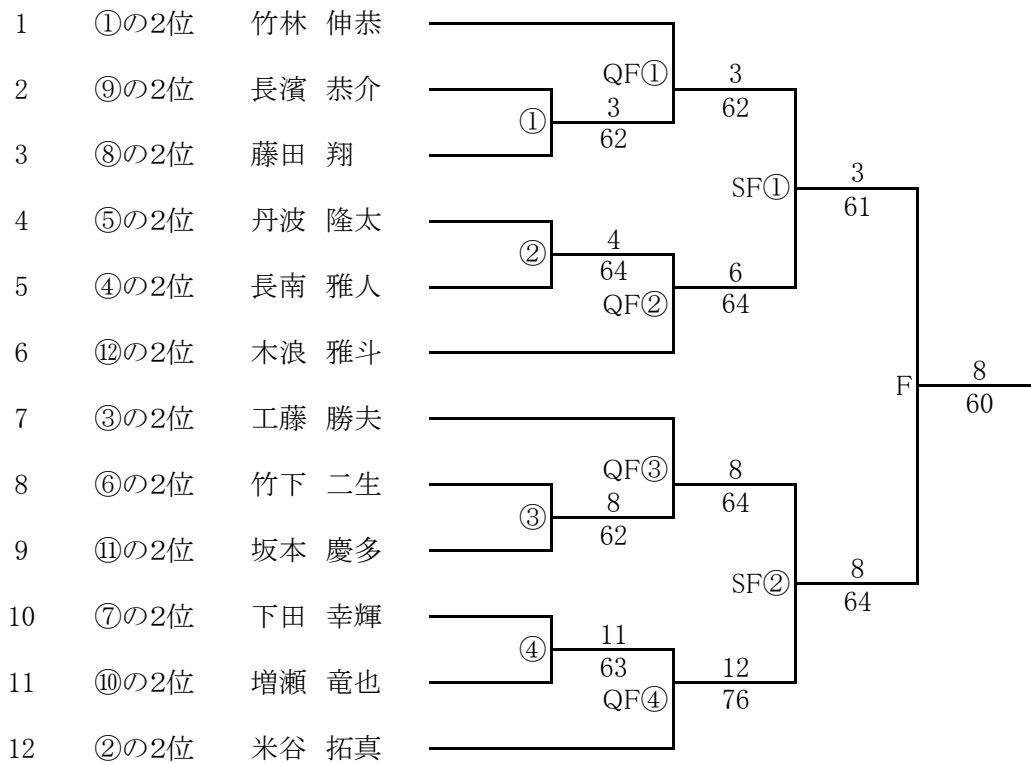 1 ①の2位 竹林 伸恭
QF① 3
2 ⑨の2位 長濱 恭介
① 3 62
62
3 ⑧の2位 藤田 翔
SF① 3
61
4 ⑤の2位 丹波 隆太
② 4
64 6
5 ④の2位 長南 雅人
QF② 64
6 ⑫の2位 木浪 雅斗
F 8
60
7 ③の2位 工藤 勝夫
QF③ 8
8 ⑥の2位 竹下 二生
③ 8 64
62
9 ⑪の2位 坂本 慶多
SF② 8
64
10 ⑦の2位 下田 幸輝
④ 11
63 12
11 ⑩の2位 増瀬 竜也
QF④ 76
12 ②の2位 米谷 拓真